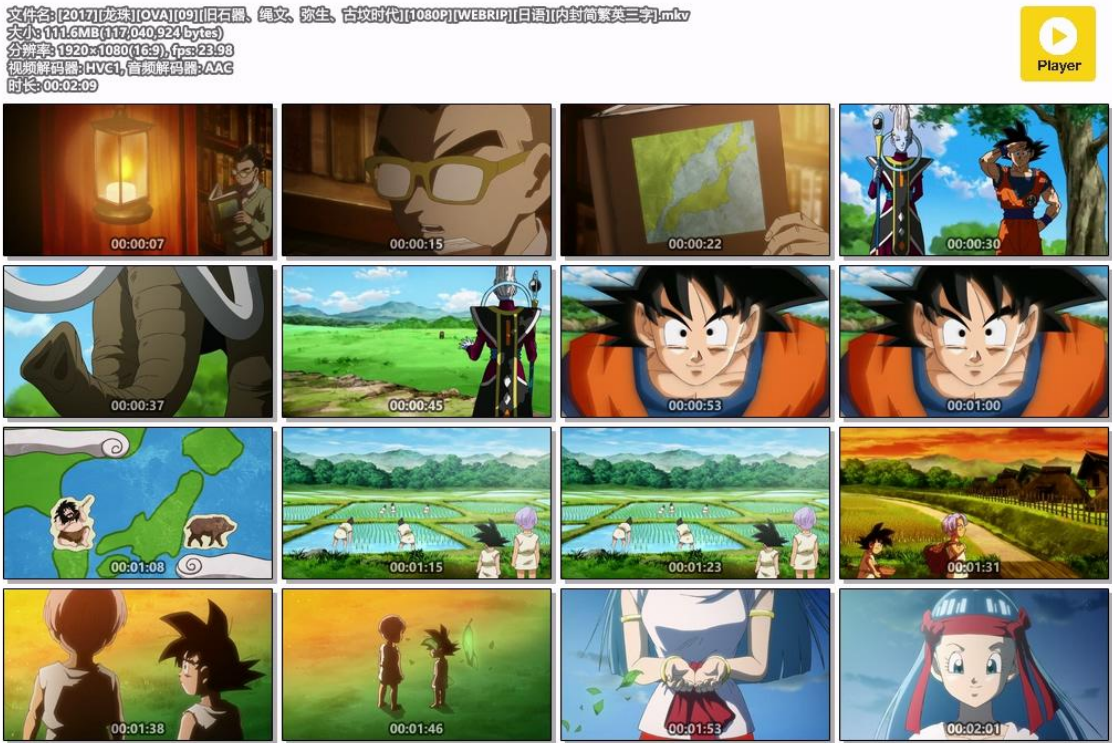 文件名: [2017][龙珠][OVA][09][旧石器、绳文、弥生、古坟时代][1080P][WEBRIP][日语][内封简繁英三字].mkv
大小: 111.6MB(117,040,924 bytes)
分辨率: 1920×1080(16:9), fps: 23.98
视频解码器: HVC1, 音频解码器: AAC
时长: 00:02:09
Player
00:00:07
00:00:15
00:00:22
00:00:30
00:00:37
00:00:45
00:00:53
00:01:00
00:01:08
00:01:15
00:01:23
00:01:31
00:01:38
00:01:46
00:01:53
00:02:01